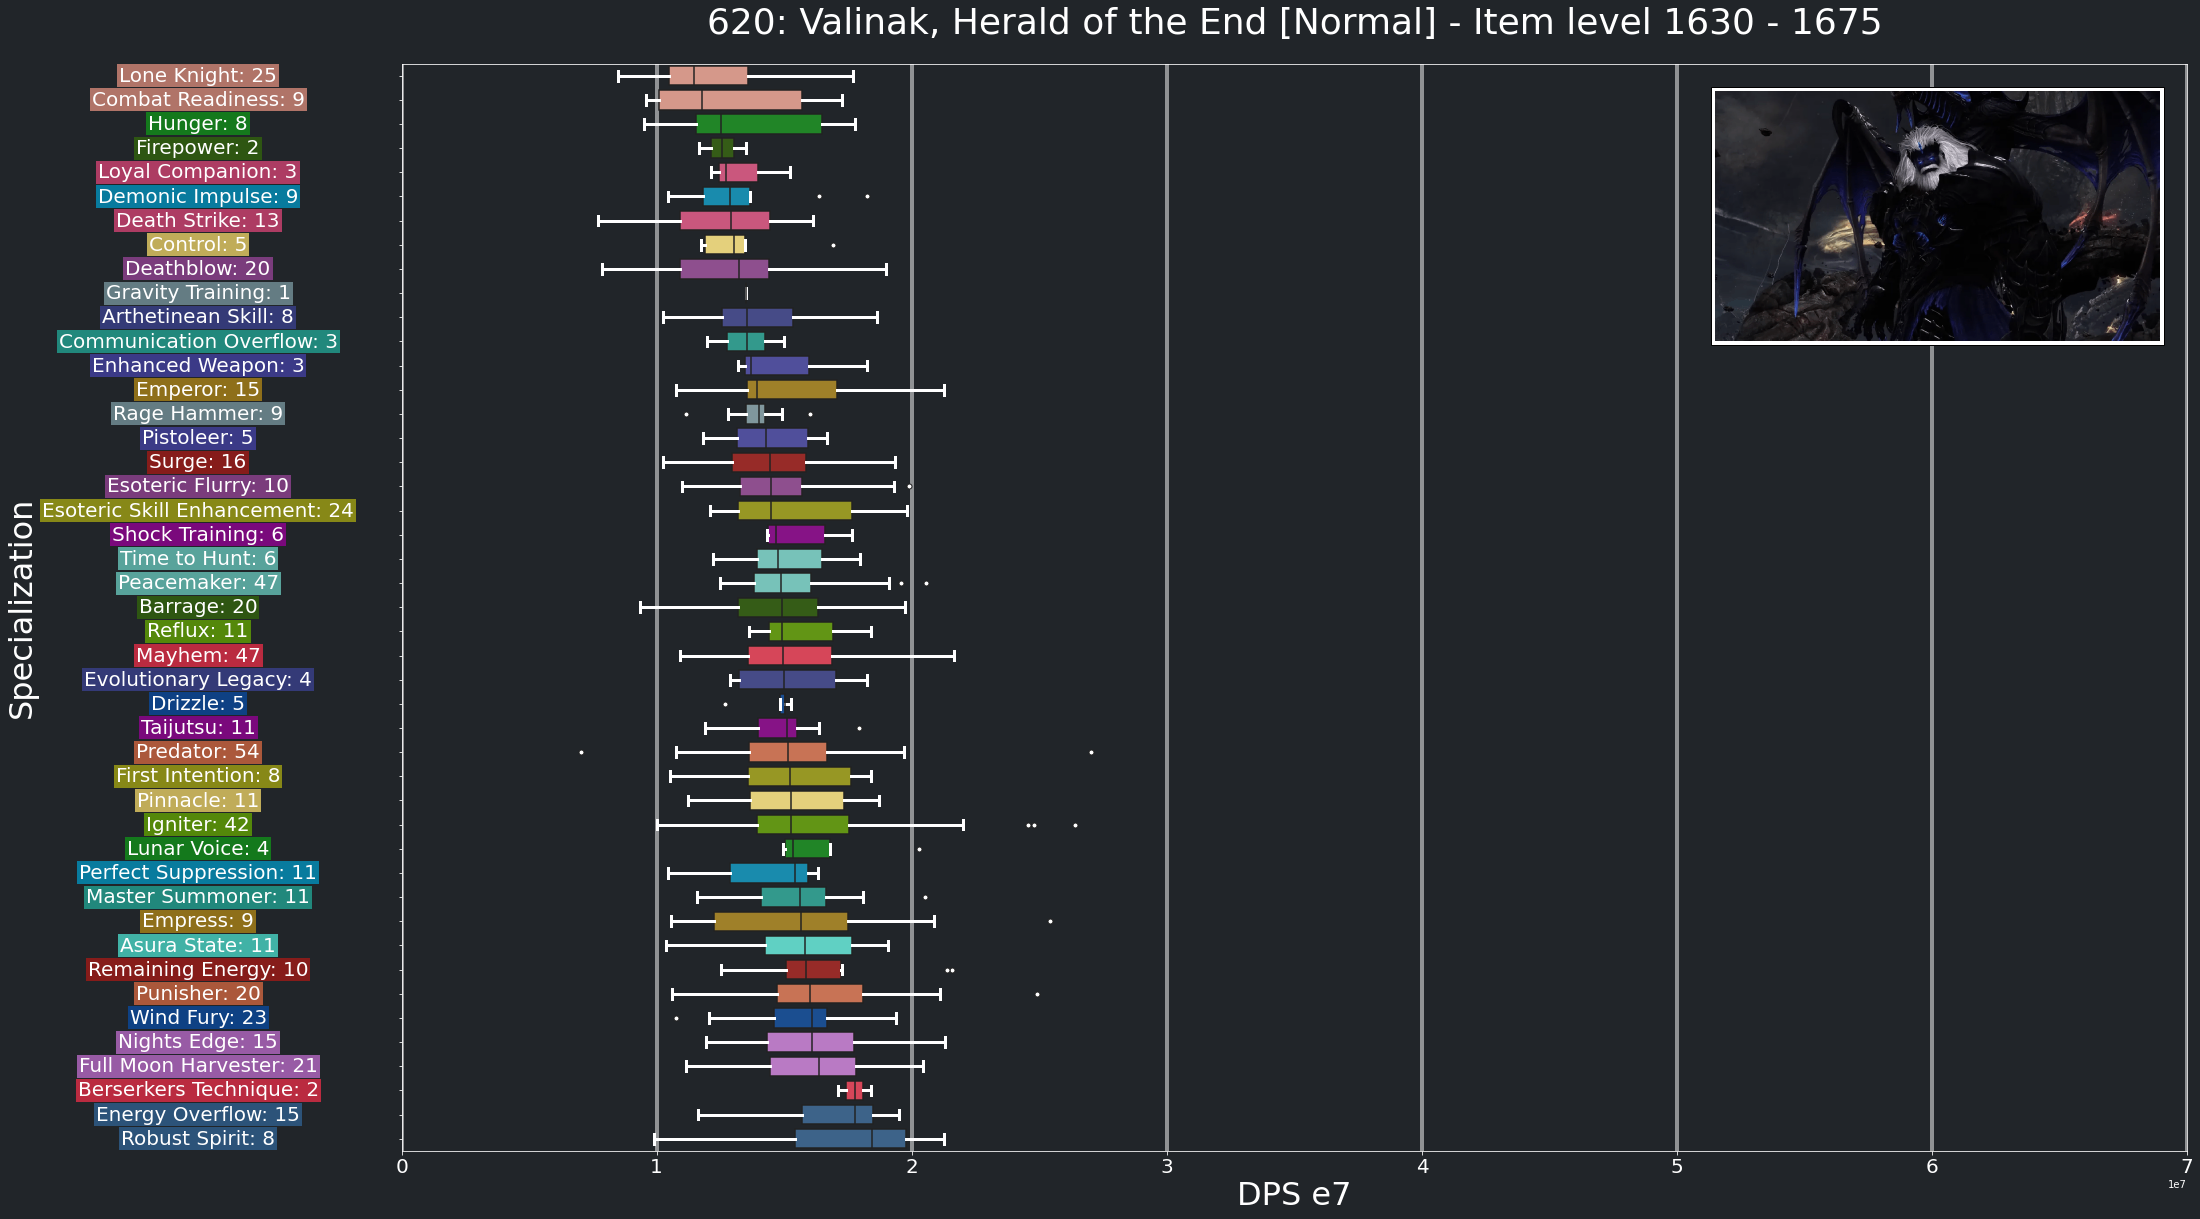 620: Valinak, Herald of the End [Normal] - Item level 1630 - 1675
Specialization
Lone Knight: 25
Combat Readiness: 9
Hunger: 8
Firepower: 2
Loyal Companion: 3
Demonic Impulse: 9
Death Strike: 13
Control: 5
Deathblow: 20
Gravity Training: 1
Arthetinean Skill: 8
Communication Overflow: 3
Enhanced Weapon: 3
Emperor: 15
Rage Hammer: 9
Pistoleer: 5
Surge: 16
Esoteric Flurry: 10
Esoteric Skill Enhancement: 24
Shock Training: 6
Time to Hunt: 6
Peacemaker: 47
Barrage: 20
Reflux: 11
Mayhem: 47
Evolutionary Legacy: 4
Drizzle: 5
Taijutsu: 11
Predator: 54
First Intention: 8
Pinnacle: 11
Igniter: 42
Lunar Voice: 4
Perfect Suppression: 11
Master Summoner: 11
Empress: 9
Asura State: 11
Remaining Energy: 10
Punisher: 20
Wind Fury: 23
Nights Edge: 15
Full Moon Harvester: 21
Berserkers Technique: 2
Energy Overflow: 15
Robust Spirit: 8
0 1 2 3 4 5 6 7
1e7
DPS e7